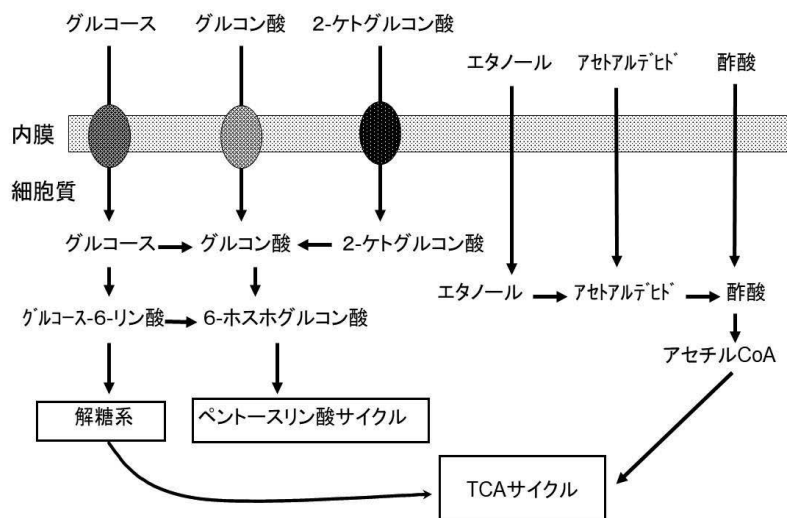 グルコース グルコン酸 2-ケトグルコン酸
エタノール ｱｾﾄｱﾙﾃﾞﾋﾄﾞ 酢酸
内膜
細胞質
グルコース グルコン酸 2-ケトグルコン酸
エタノール ｱｾﾄｱﾙﾃﾞﾋﾄﾞ 酢酸
ｸﾞﾙｺｰｽ-6-リン酸 6-ホスホグルコン酸
アセチルCoA
解糖系 ペントースリン酸サイクル
TCAサイクル